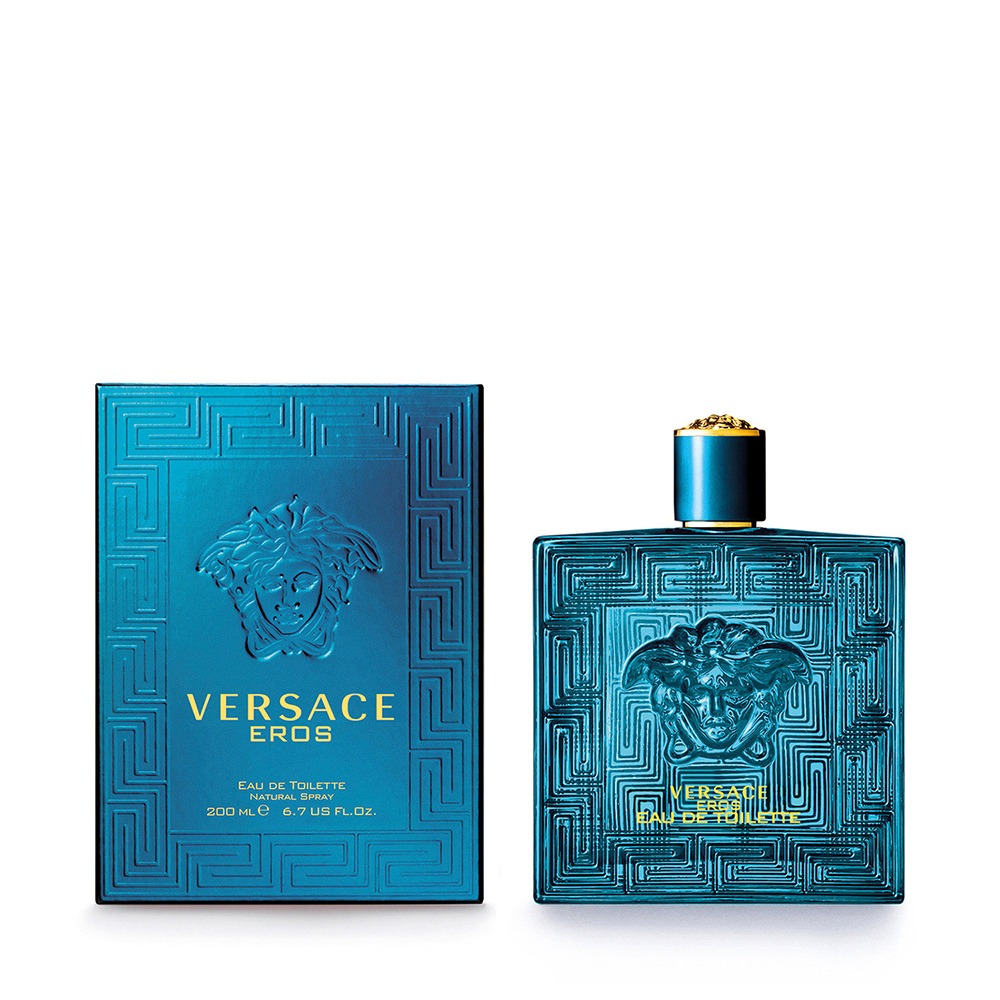 VERSACE
EROS
EAU DE TOILETTE
NATURAL SPRAY
200 ML ℮ 6.7 US FL.OZ.
VERSACE
EROS
EAU DE TOILETTE